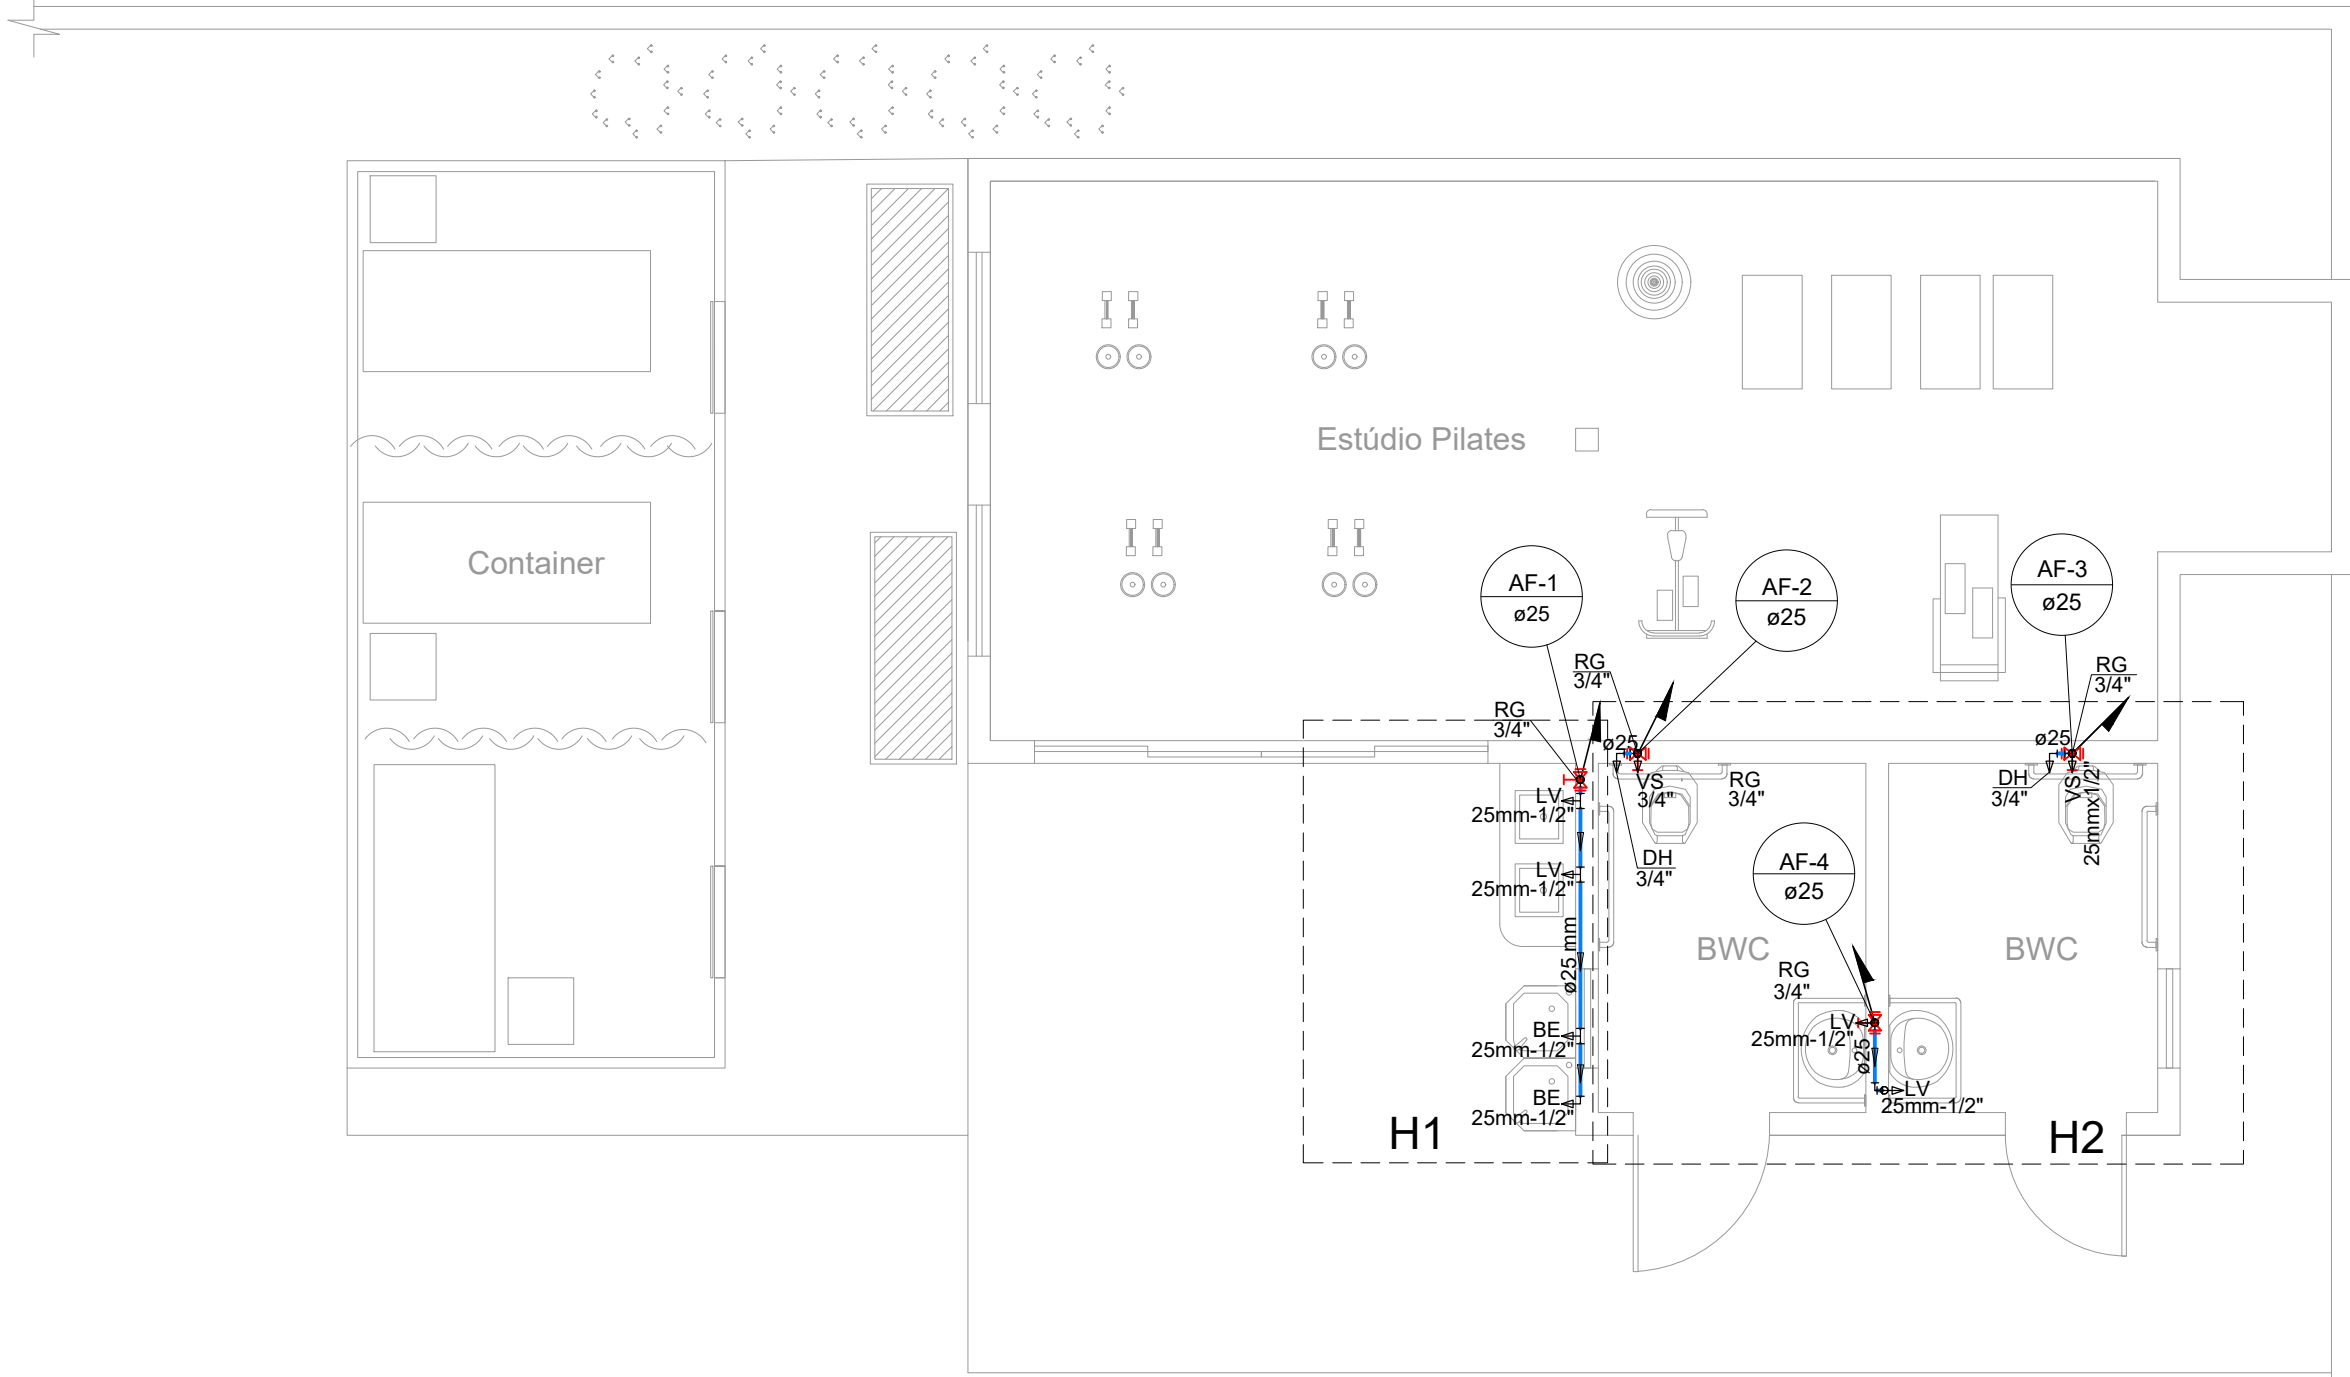 Estúdio Pilates
Container
AF-1
ø25
AF-2
ø25
AF-3
ø25
RG
3/4"
RG
3/4"
RG
3/4"
ø25
ø25
VS
3/4"
RG
3/4"
DH
3/4"
VS
25mmx1/2"
LV
25mm-1/2"
DH
3/4"
LV
25mm-1/2"
AF-4
ø25
ø25 mm
BWC
BWC
RG
3/4"
BE
25mm-1/2"
LV
25mm-1/2"
ø25
BE
25mm-1/2"
LV
25mm-1/2"
H1
H2